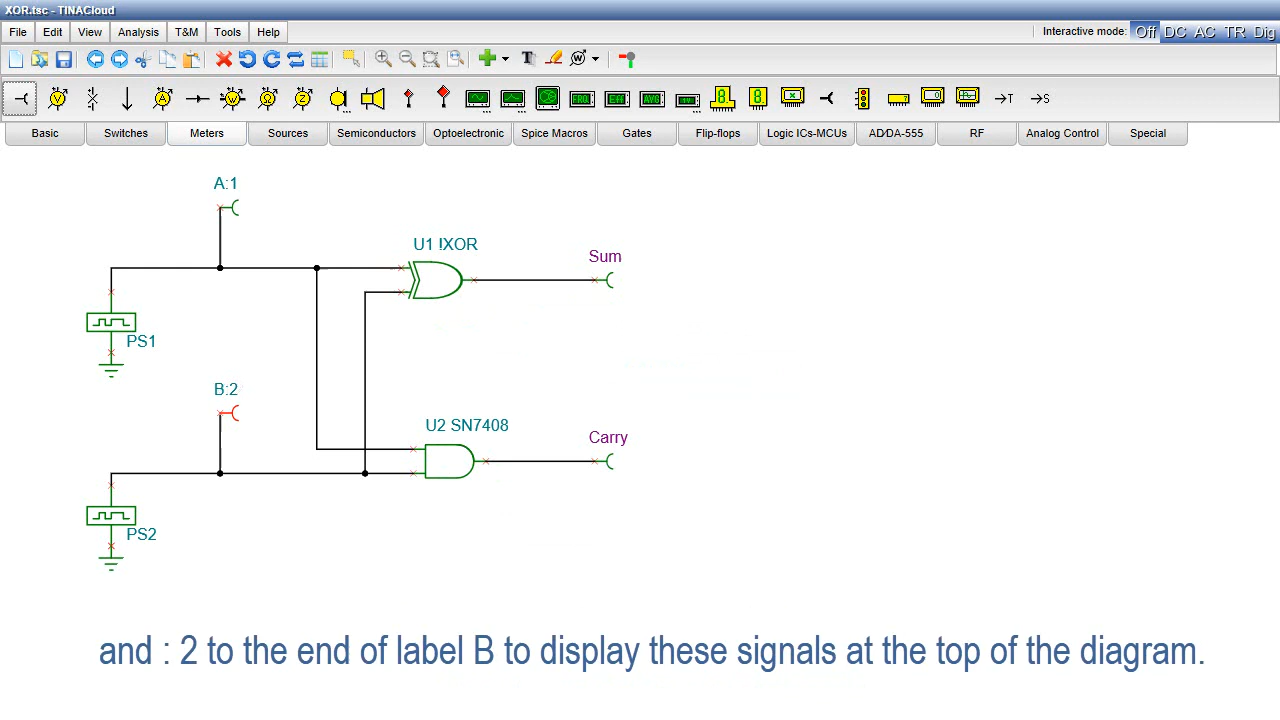 XOR.tsc - TINACloud
File Edit View Analysis T&M Tools Help Interactive mode: Off DC AC TR Dig
Basic Switches Meters Sources Semiconductors Optoelectronic Spice Macros Gates Flip-flops Logic ICs-MCUs AD/DA-555 RF Analog Control Special
A:1
U1 !XOR
Sum
PS1
B:2
U2 SN7408
Carry
PS2
and : 2 to the end of label B to display these signals at the top of the diagram.